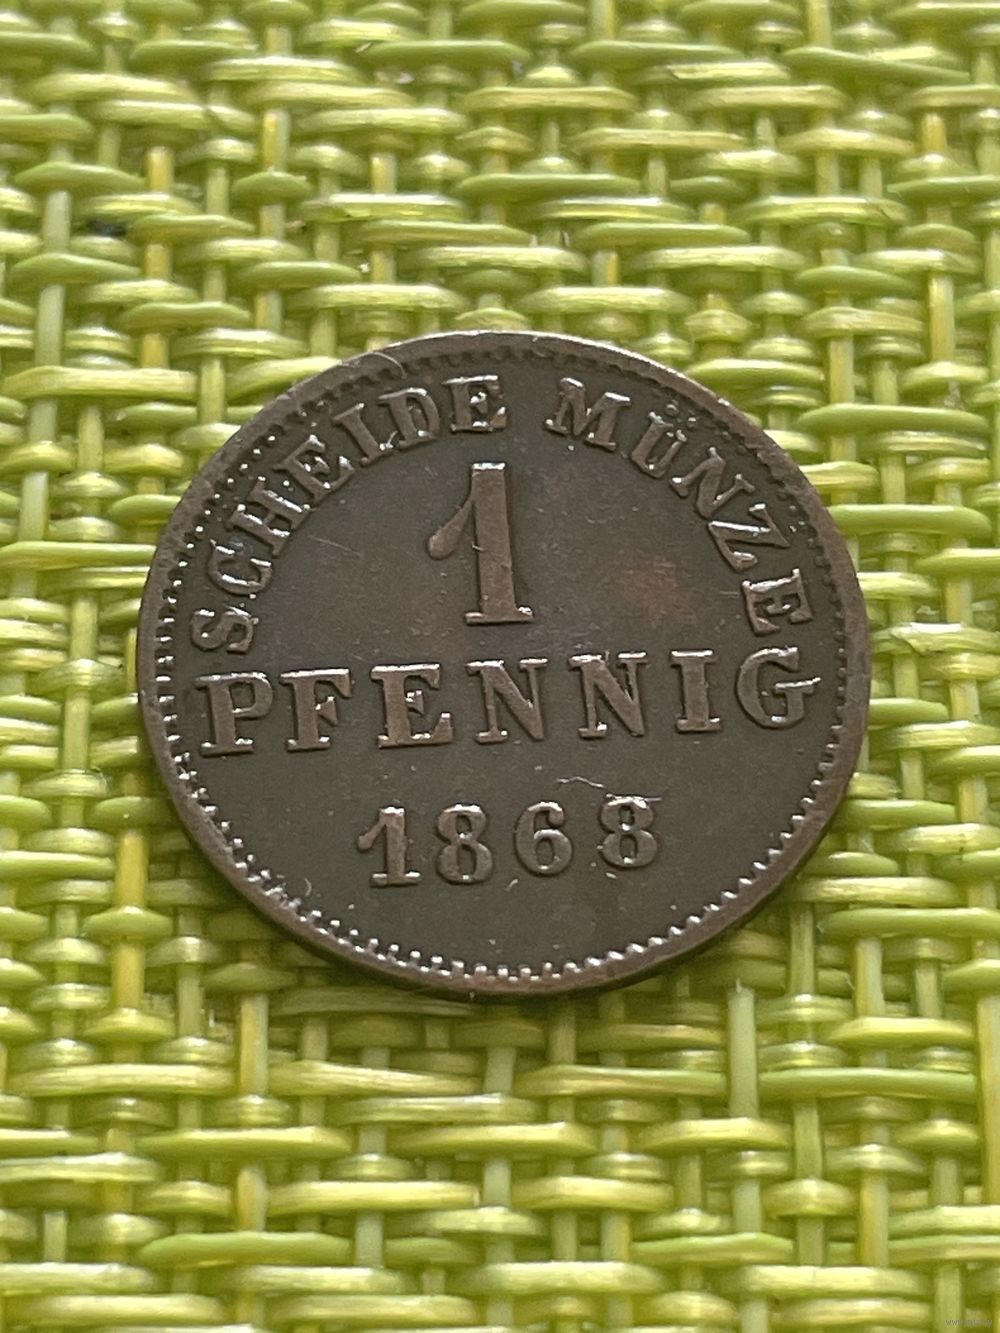 SCHEIDE MÜNZE
1
PFENNIG
1868